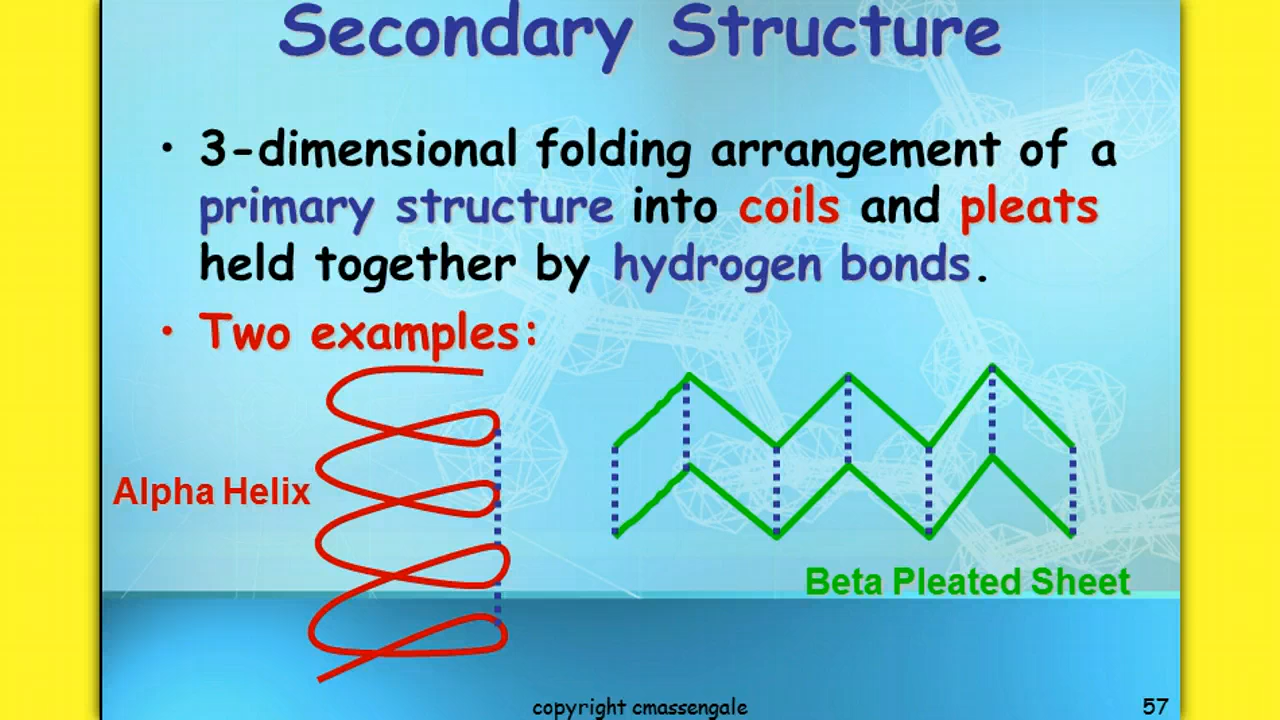 Secondary Structure
• 3-dimensional folding arrangement of a
primary structure into coils and pleats
held together by hydrogen bonds.
• Two examples:
Alpha Helix
Beta Pleated Sheet
copyright cmassengale
57